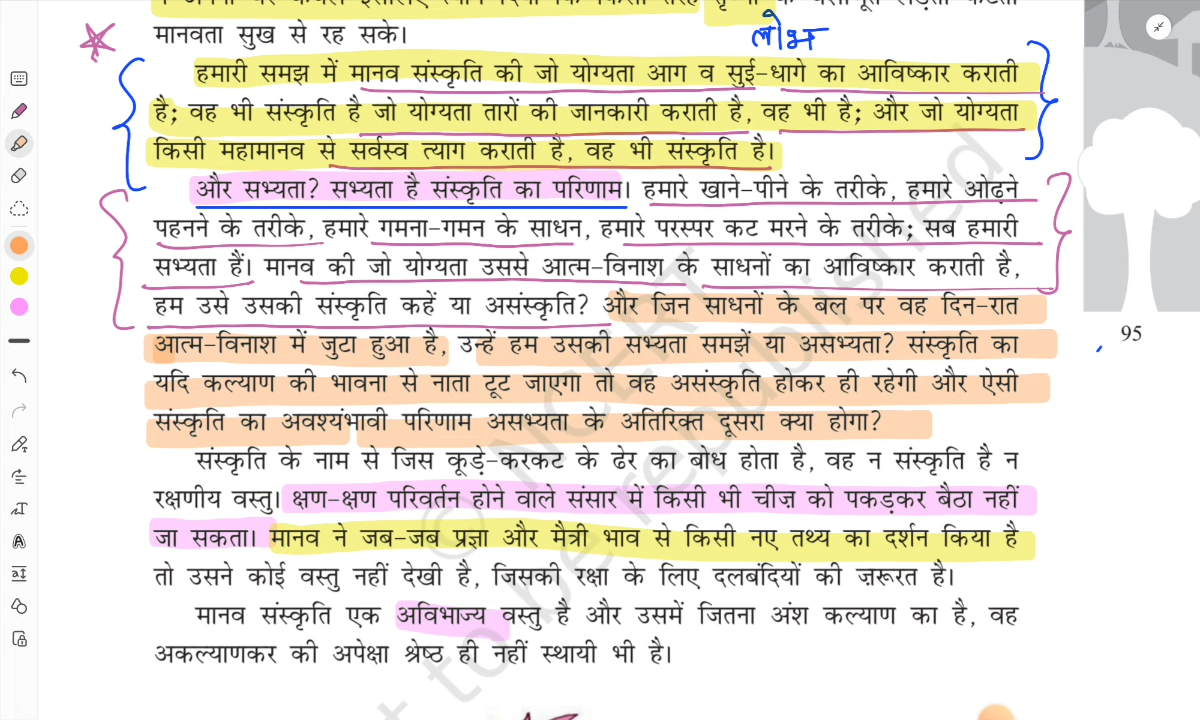 मानवता सुख से रह सके।
लोभ
हमारी समझ में मानव संस्कृति की जो योग्यता आग व सुई-धागे का आविष्कार कराती
है; वह भी संस्कृति है जो योग्यता तारों की जानकारी कराती है, वह भी है; और जो योग्यता
किसी महामानव से सर्वस्व त्याग कराती है, वह भी संस्कृति है।
और सभ्यता? सभ्यता है संस्कृति का परिणाम। हमारे खाने-पीने के तरीके, हमारे ओढ़ने
पहनने के तरीके, हमारे गमना-गमन के साधन, हमारे परस्पर कट मरने के तरीके; सब हमारी
सभ्यता हैं। मानव की जो योग्यता उससे आत्म-विनाश के साधनों का आविष्कार कराती है,
हम उसे उसकी संस्कृति कहें या असंस्कृति? और जिन साधनों के बल पर वह दिन-रात
आत्म-विनाश में जुटा हुआ है, उन्हें हम उसकी सभ्यता समझें या असभ्यता? संस्कृति का
यदि कल्याण की भावना से नाता टूट जाएगा तो वह असंस्कृति होकर ही रहेगी और ऐसी
संस्कृति का अवश्यंभावी परिणाम असभ्यता के अतिरिक्त दूसरा क्या होगा?
संस्कृति के नाम से जिस कूड़े-करकट के ढेर का बोध होता है, वह न संस्कृति है न
रक्षणीय वस्तु। क्षण-क्षण परिवर्तन होने वाले संसार में किसी भी चीज़ को पकड़कर बैठा नहीं
जा सकता। मानव ने जब-जब प्रज्ञा और मैत्री भाव से किसी नए तथ्य का दर्शन किया है
तो उसने कोई वस्तु नहीं देखी है, जिसकी रक्षा के लिए दलबंदियों की ज़रूरत है।
मानव संस्कृति एक अविभाज्य वस्तु है और उसमें जितना अंश कल्याण का है, वह
अकल्याणकर की अपेक्षा श्रेष्ठ ही नहीं स्थायी भी है।
95
© NCERT
not to be republished